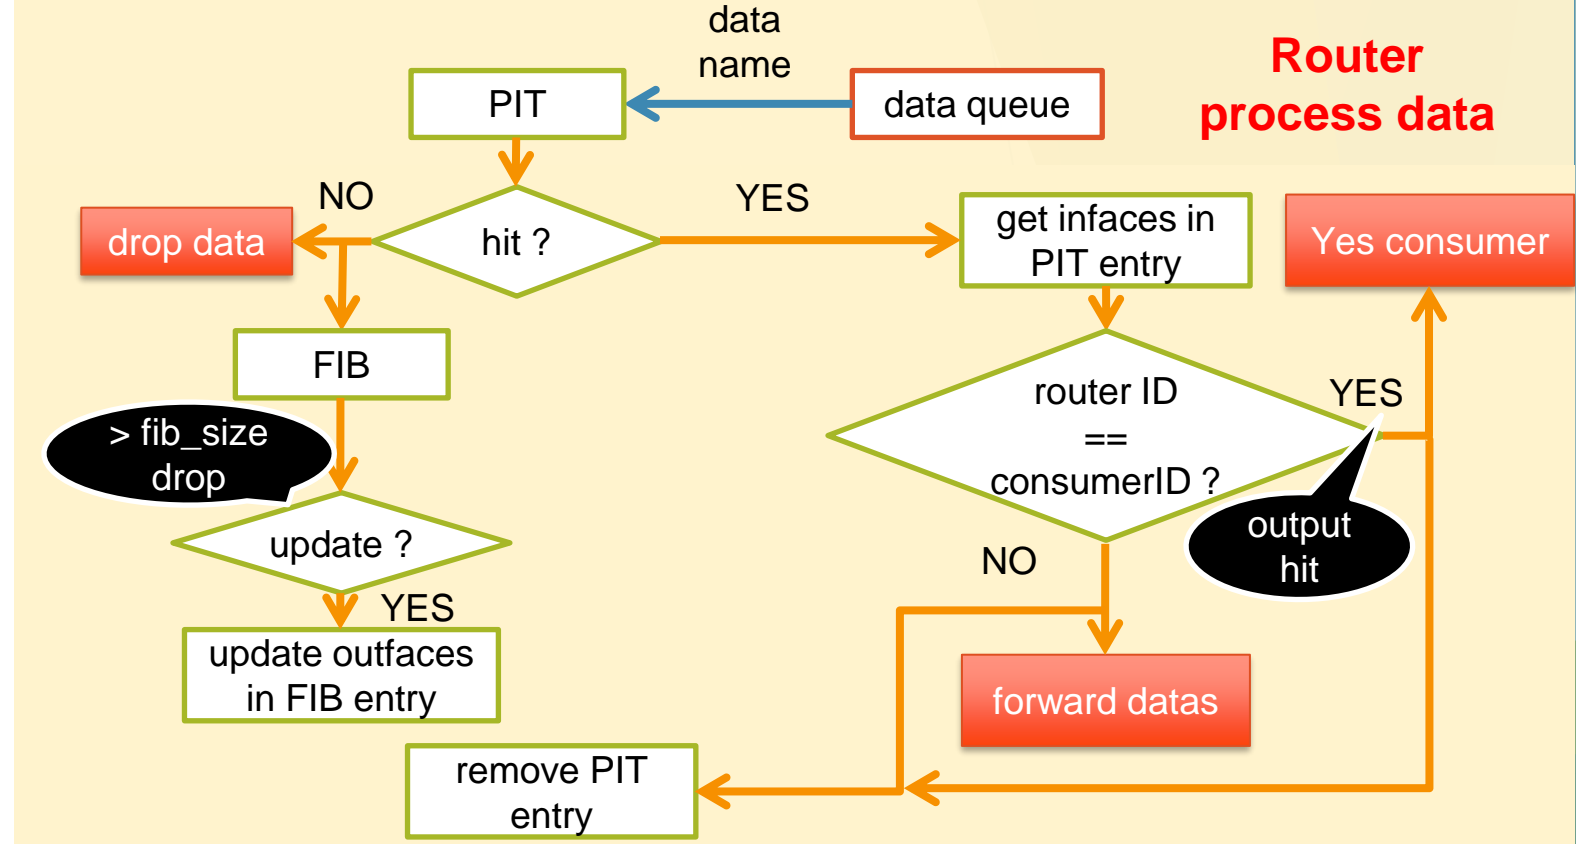 data
name
Router
process data
PIT
data queue
NO
YES
drop data
hit ?
get infaces in
PIT entry
Yes consumer
FIB
> fib_size
drop
router ID
==
consumerID ?
YES
update ?
output
hit
NO
YES
update outfaces
in FIB entry
forward datas
remove PIT
entry